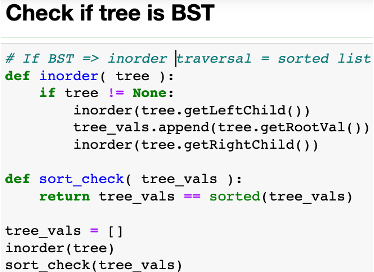 Check if tree is BST
# If BST => inorder traversal = sorted list
def inorder( tree ):
    if tree != None:
        inorder(tree.getLeftChild())
        tree_vals.append(tree.getRootVal())
        inorder(tree.getRightChild())
def sort_check( tree_vals ):
    return tree_vals == sorted(tree_vals)
tree_vals = []
inorder(tree)
sort_check(tree_vals)